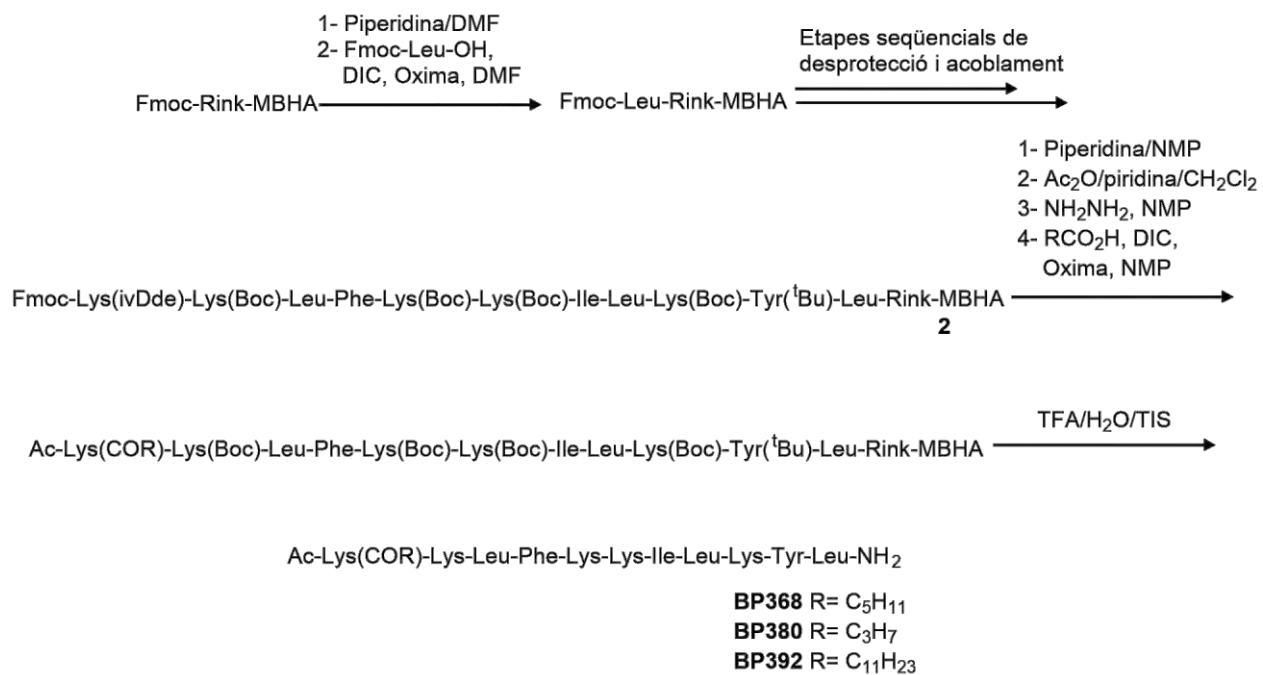 1- Piperidina/DMF
2- Fmoc-Leu-OH,
DIC, Oxima, DMF
Fmoc-Rink-MBHA
Fmoc-Leu-Rink-MBHA
Etapes seqüencials de
desprotecció i acoblament
1- Piperidina/NMP
2- Ac₂O/piridina/CH₂Cl₂
3- NH₂NH₂, NMP
4- RCO₂H, DIC,
Oxima, NMP
Fmoc-Lys(ivDde)-Lys(Boc)-Leu-Phe-Lys(Boc)-Lys(Boc)-Ile-Leu-Lys(Boc)-Tyr(ᵗBu)-Leu-Rink-MBHA
2
Ac-Lys(COR)-Lys(Boc)-Leu-Phe-Lys(Boc)-Lys(Boc)-Ile-Leu-Lys(Boc)-Tyr(ᵗBu)-Leu-Rink-MBHA
TFA/H₂O/TIS
Ac-Lys(COR)-Lys-Leu-Phe-Lys-Lys-Ile-Leu-Lys-Tyr-Leu-NH₂
BP368 R= C₅H₁₁
BP380 R= C₃H₇
BP392 R= C₁₁H₂₃